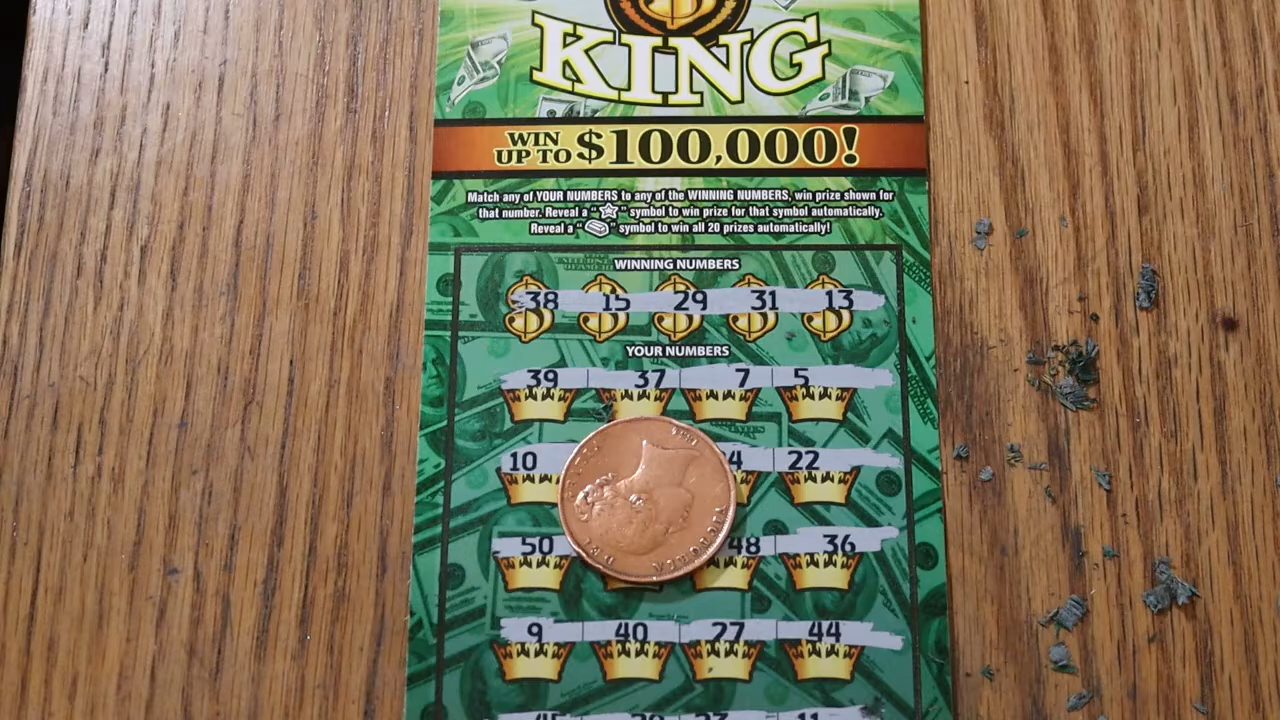 KING
WIN UP TO $100,000!
Match any of YOUR NUMBERS to any of the WINNING NUMBERS, win prize shown for
that number. Reveal a " " symbol to win prize for that symbol automatically.
Reveal a " " symbol to win all 20 prizes automatically!
WINNING NUMBERS
38 15 29 31 13
YOUR NUMBERS
39 37 7 5
10 22
50 48 36
9 40 27 44
VICTORIA DEI